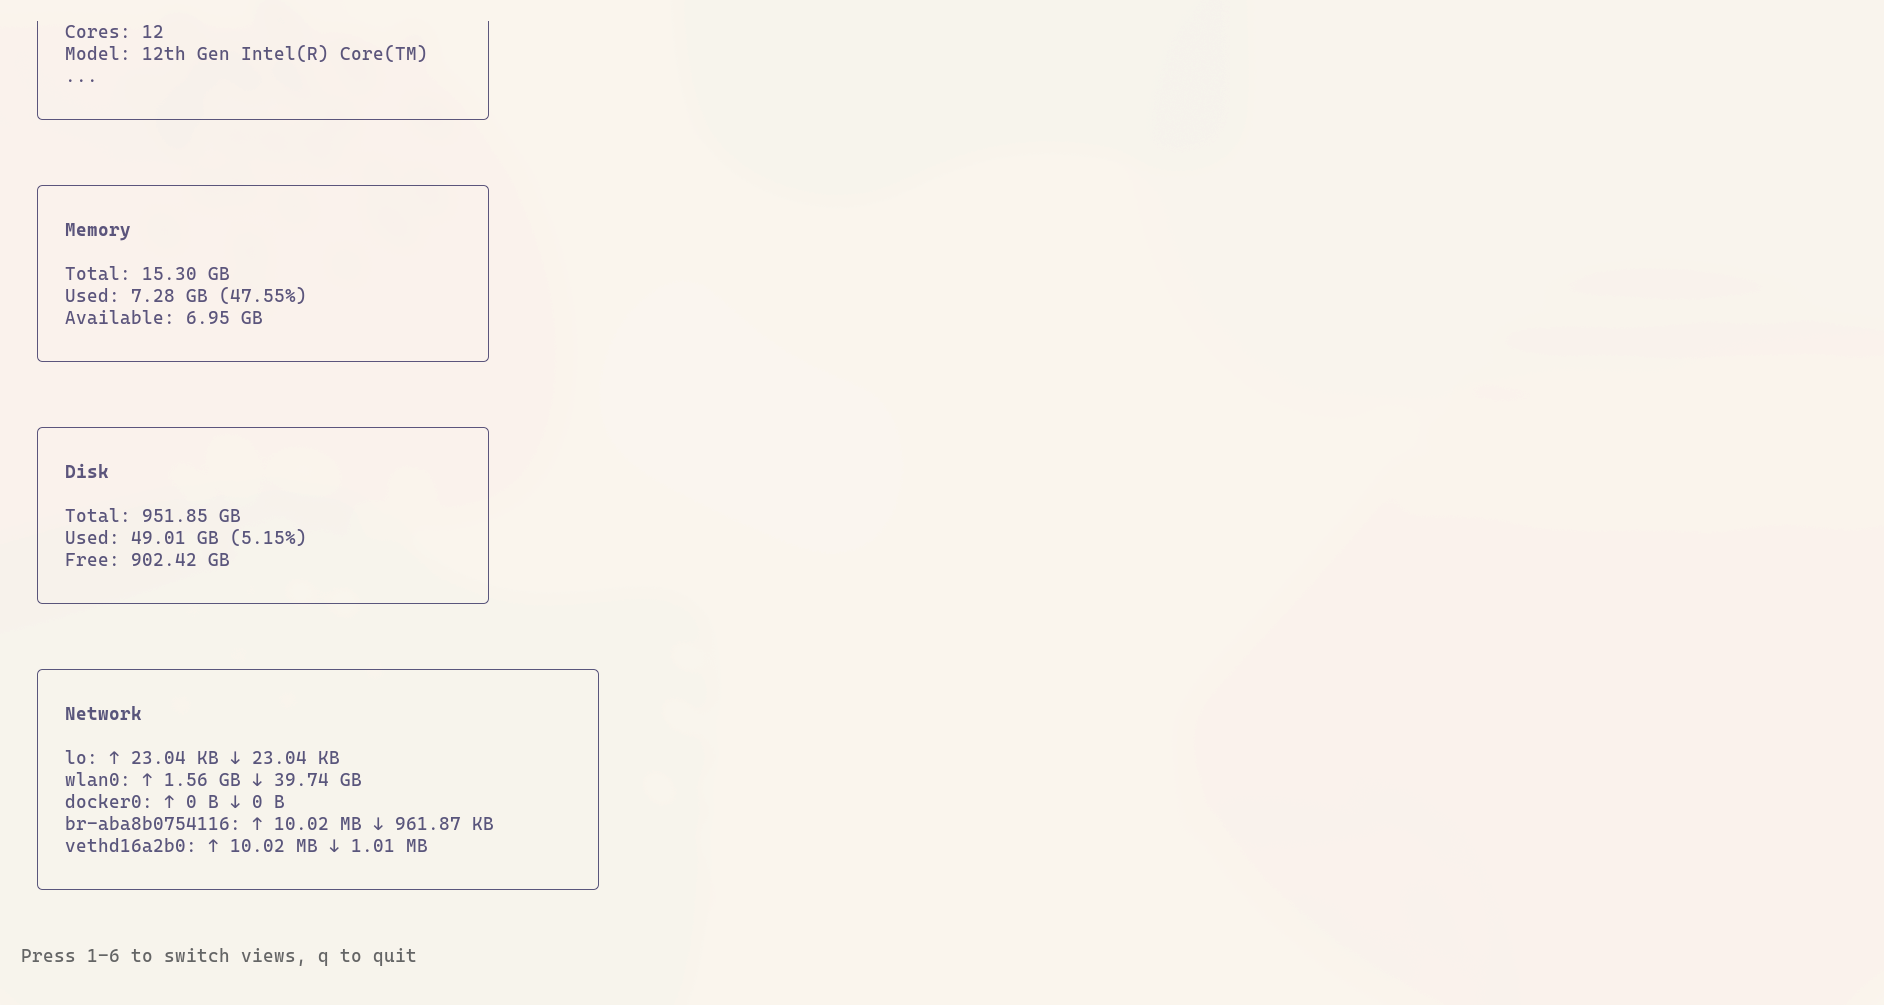 Cores: 12
Model: 12th Gen Intel(R) Core(TM)
...
Memory
Total: 15.30 GB
Used: 7.28 GB (47.55%)
Available: 6.95 GB
Disk
Total: 951.85 GB
Used: 49.01 GB (5.15%)
Free: 902.42 GB
Network
lo: ↑ 23.04 KB ↓ 23.04 KB
wlan0: ↑ 1.56 GB ↓ 39.74 GB
docker0: ↑ 0 B ↓ 0 B
br-aba8b0754116: ↑ 10.02 MB ↓ 961.87 KB
vethd16a2b0: ↑ 10.02 MB ↓ 1.01 MB
Press 1-6 to switch views, q to quit